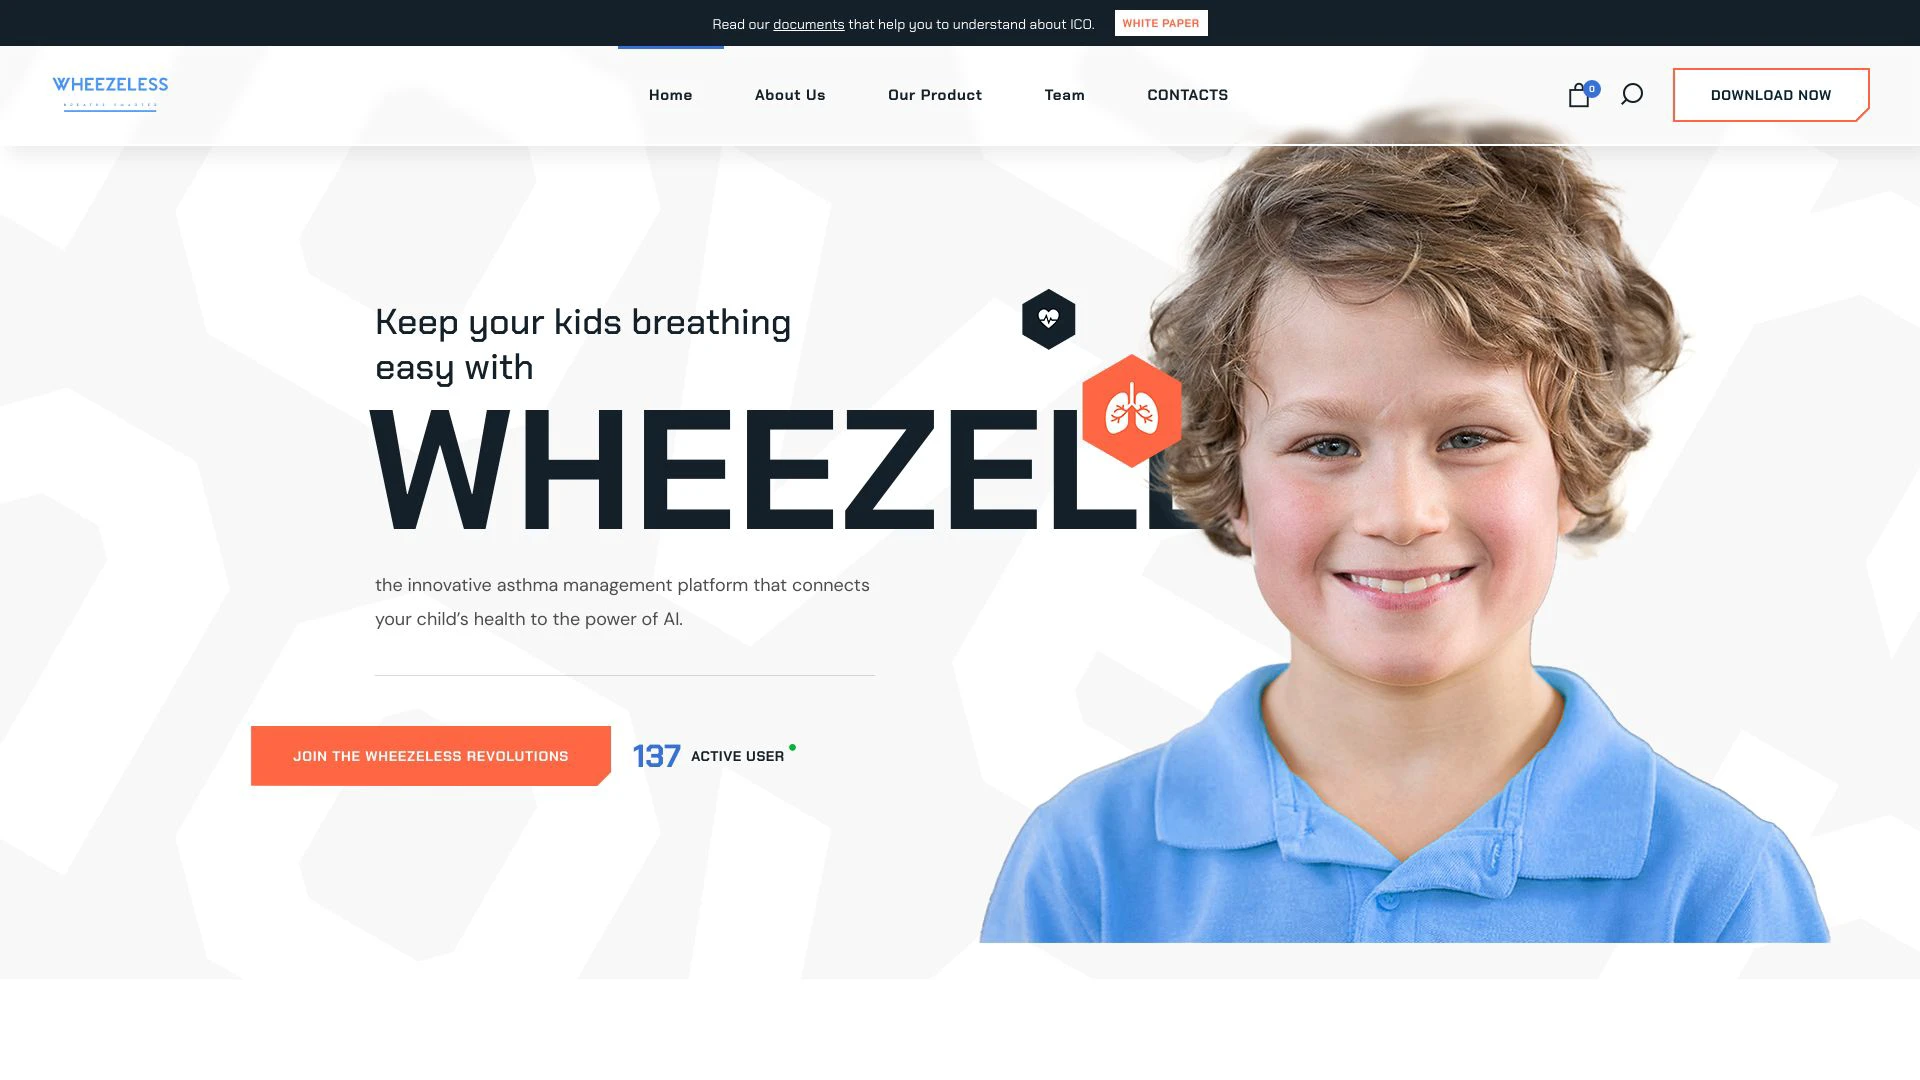 Read our documents that help you to understand about ICO.
WHITE PAPER
WHEEZELESS
BREATHE SMARTER
Home
About Us
Our Product
Team
CONTACTS
0
DOWNLOAD NOW
Keep your kids breathing
easy with
WHEEZEL
the innovative asthma management platform that connects
your child’s health to the power of AI.
JOIN THE WHEEZELESS REVOLUTIONS
137 ACTIVE USER